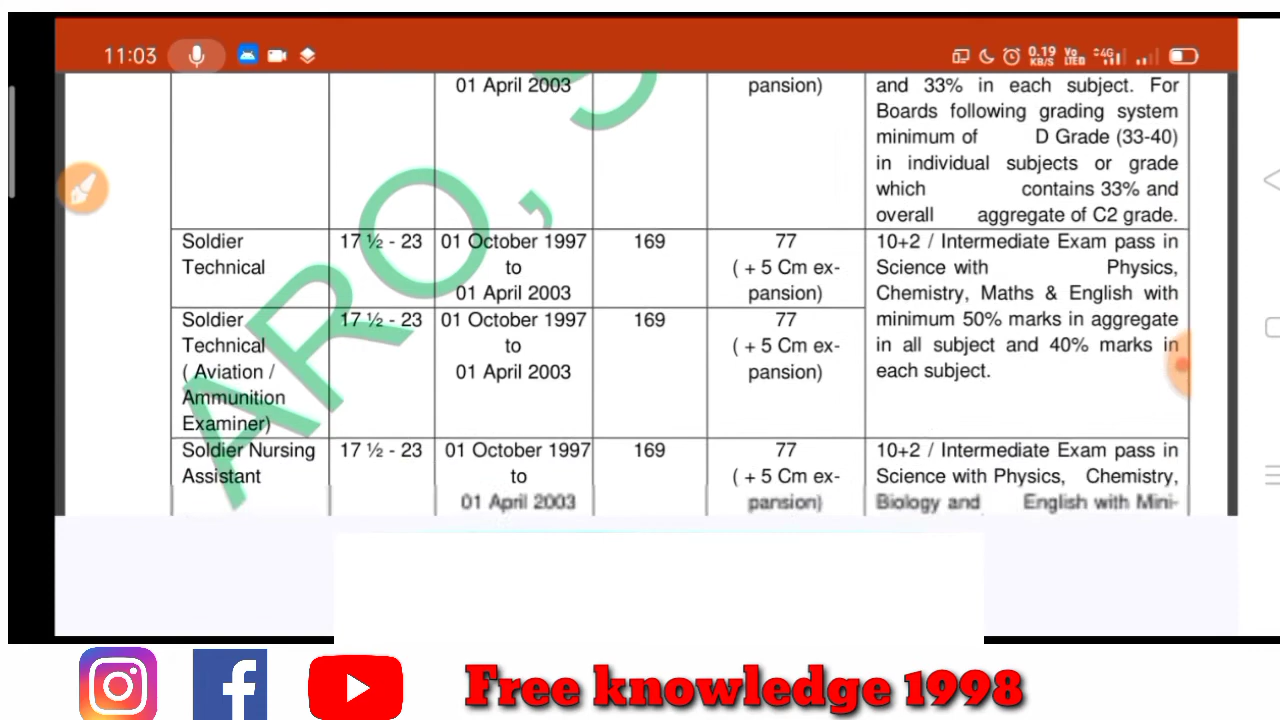 11:03
0.19 KB/S Vo LTED 4G
01 April 2003
pansion)
and 33% in each subject. For
Boards following grading system
minimum of D Grade (33-40)
in individual subjects or grade
which contains 33% and
overall aggregate of C2 grade.
Soldier
Technical
17 ½ - 23
01 October 1997
to
01 April 2003
169
77
( + 5 Cm ex-
pansion)
10+2 / Intermediate Exam pass in
Science with Physics,
Chemistry, Maths & English with
minimum 50% marks in aggregate
in all subject and 40% marks in
each subject.
Soldier
Technical
( Aviation /
Ammunition
Examiner)
17 ½ - 23
01 October 1997
to
01 April 2003
169
77
( + 5 Cm ex-
pansion)
Soldier Nursing
Assistant
17 ½ - 23
01 October 1997
to
01 April 2003
169
77
( + 5 Cm ex-
pansion)
10+2 / Intermediate Exam pass in
Science with Physics, Chemistry,
Biology and English with Mini-
ARO,
Free knowledge 1998